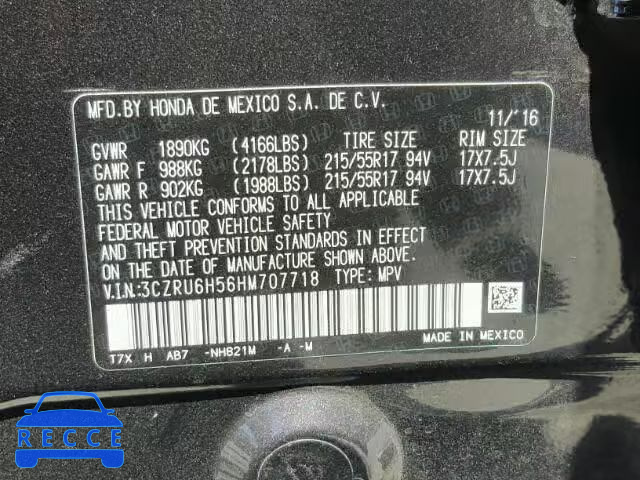 MFD.BY HONDA DE MEXICO S.A. DE C.V.
11/'16
GVWR 1890KG (4166LBS) TIRE SIZE RIM SIZE
GAWR F 988KG (2178LBS) 215/55R17 94V 17X7.5J
GAWR R 902KG (1988LBS) 215/55R17 94V 17X7.5J
THIS VEHICLE CONFORMS TO ALL APPLICABLE
FEDERAL MOTOR VEHICLE SAFETY
AND THEFT PREVENTION STANDARDS IN EFFECT
ON THE DATE OF MANUFACTURE SHOWN ABOVE.
V.I.N:3CZRU6H56HM707718 TYPE: MPV
T7X H AB7 -NH821M -A -M
MADE IN MEXICO
RECCE